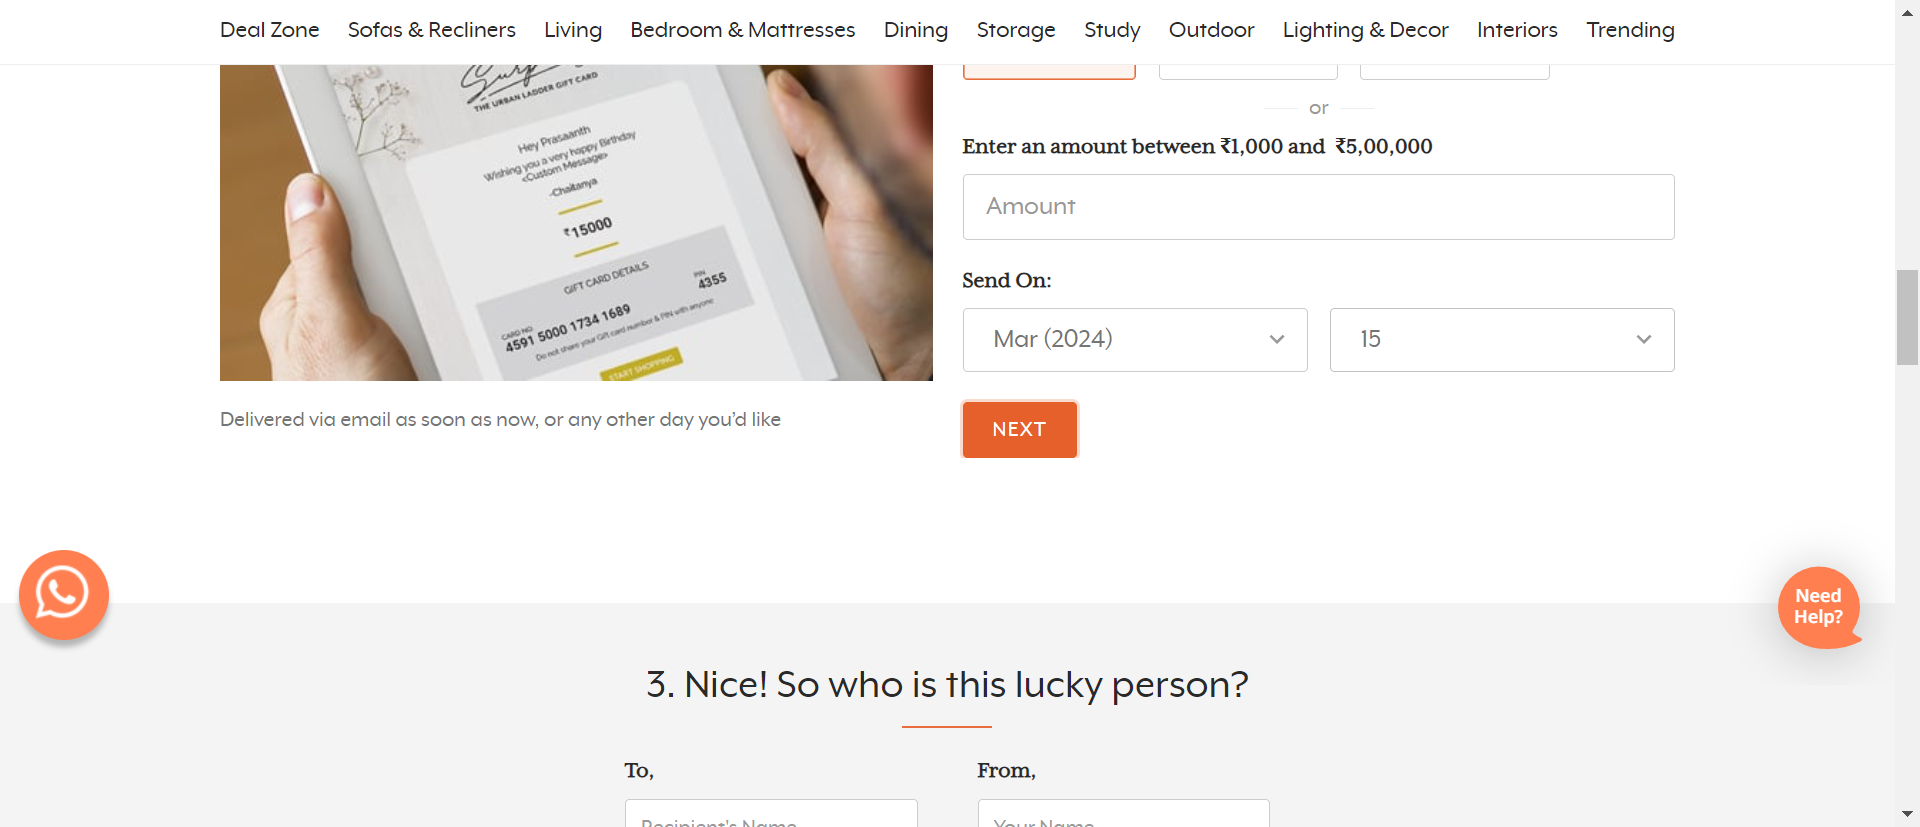 Deal Zone Sofas & Recliners Living Bedroom & Mattresses Dining Storage Study Outdoor Lighting & Decor Interiors Trending
THE URBAN LADDER GIFT CARD
Hey Prasaanth
Wishing you a very happy Birthday
<Custom Message>
-Chaitanya
₹15000
GIFT CARD DETAILS
CARD NO.
4591 5000 1734 1689
PIN
4355
Do not share your Gift card number & PIN with anyone
START SHOPPING
Delivered via email as soon as now, or any other day you’d like
or
Enter an amount between ₹1,000 and ₹5,00,000
Amount
Send On:
Mar (2024) 15
NEXT
Need
Help?
3. Nice! So who is this lucky person?
To, From,
Recipient's Name Your Name